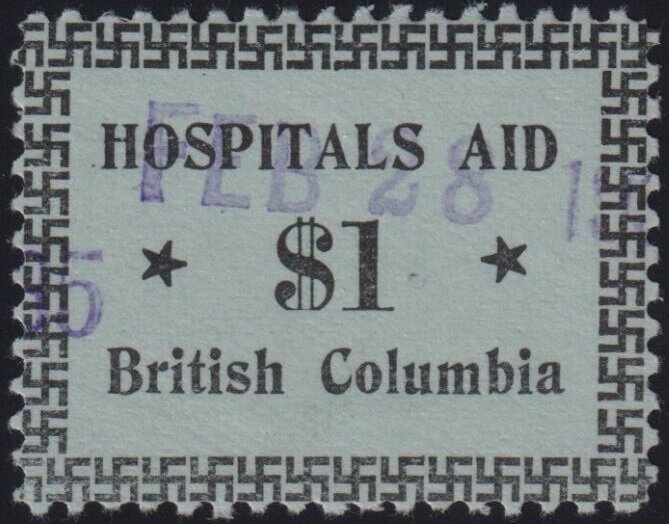 HOSPITALS AID
FEB 28
$1
British Columbia